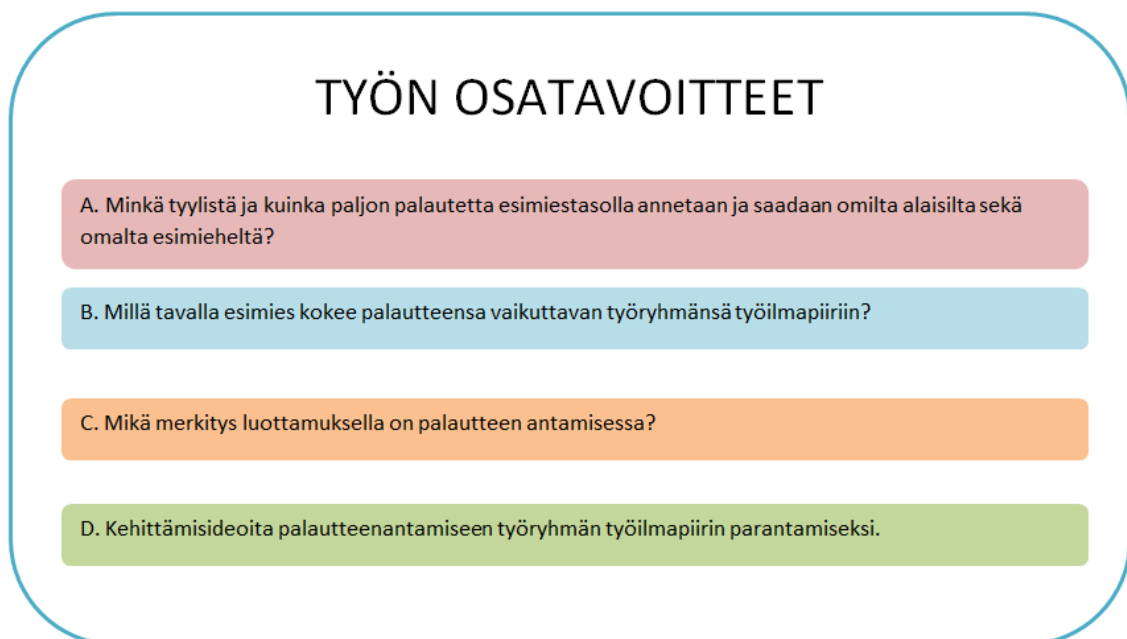 TYÖN OSATAVOITTEET
A. Minkä tyylistä ja kuinka paljon palautetta esimiestasolla annetaan ja saadaan omilta alaisilta sekä
omalta esimieheltä?
B. Millä tavalla esimies kokee palautteensa vaikuttavan työryhmänsä työilmapiiriin?
C. Mikä merkitys luottamuksella on palautteen antamisessa?
D. Kehittämisideoita palautteenantamiseen työryhmän työilmapiirin parantamiseksi.